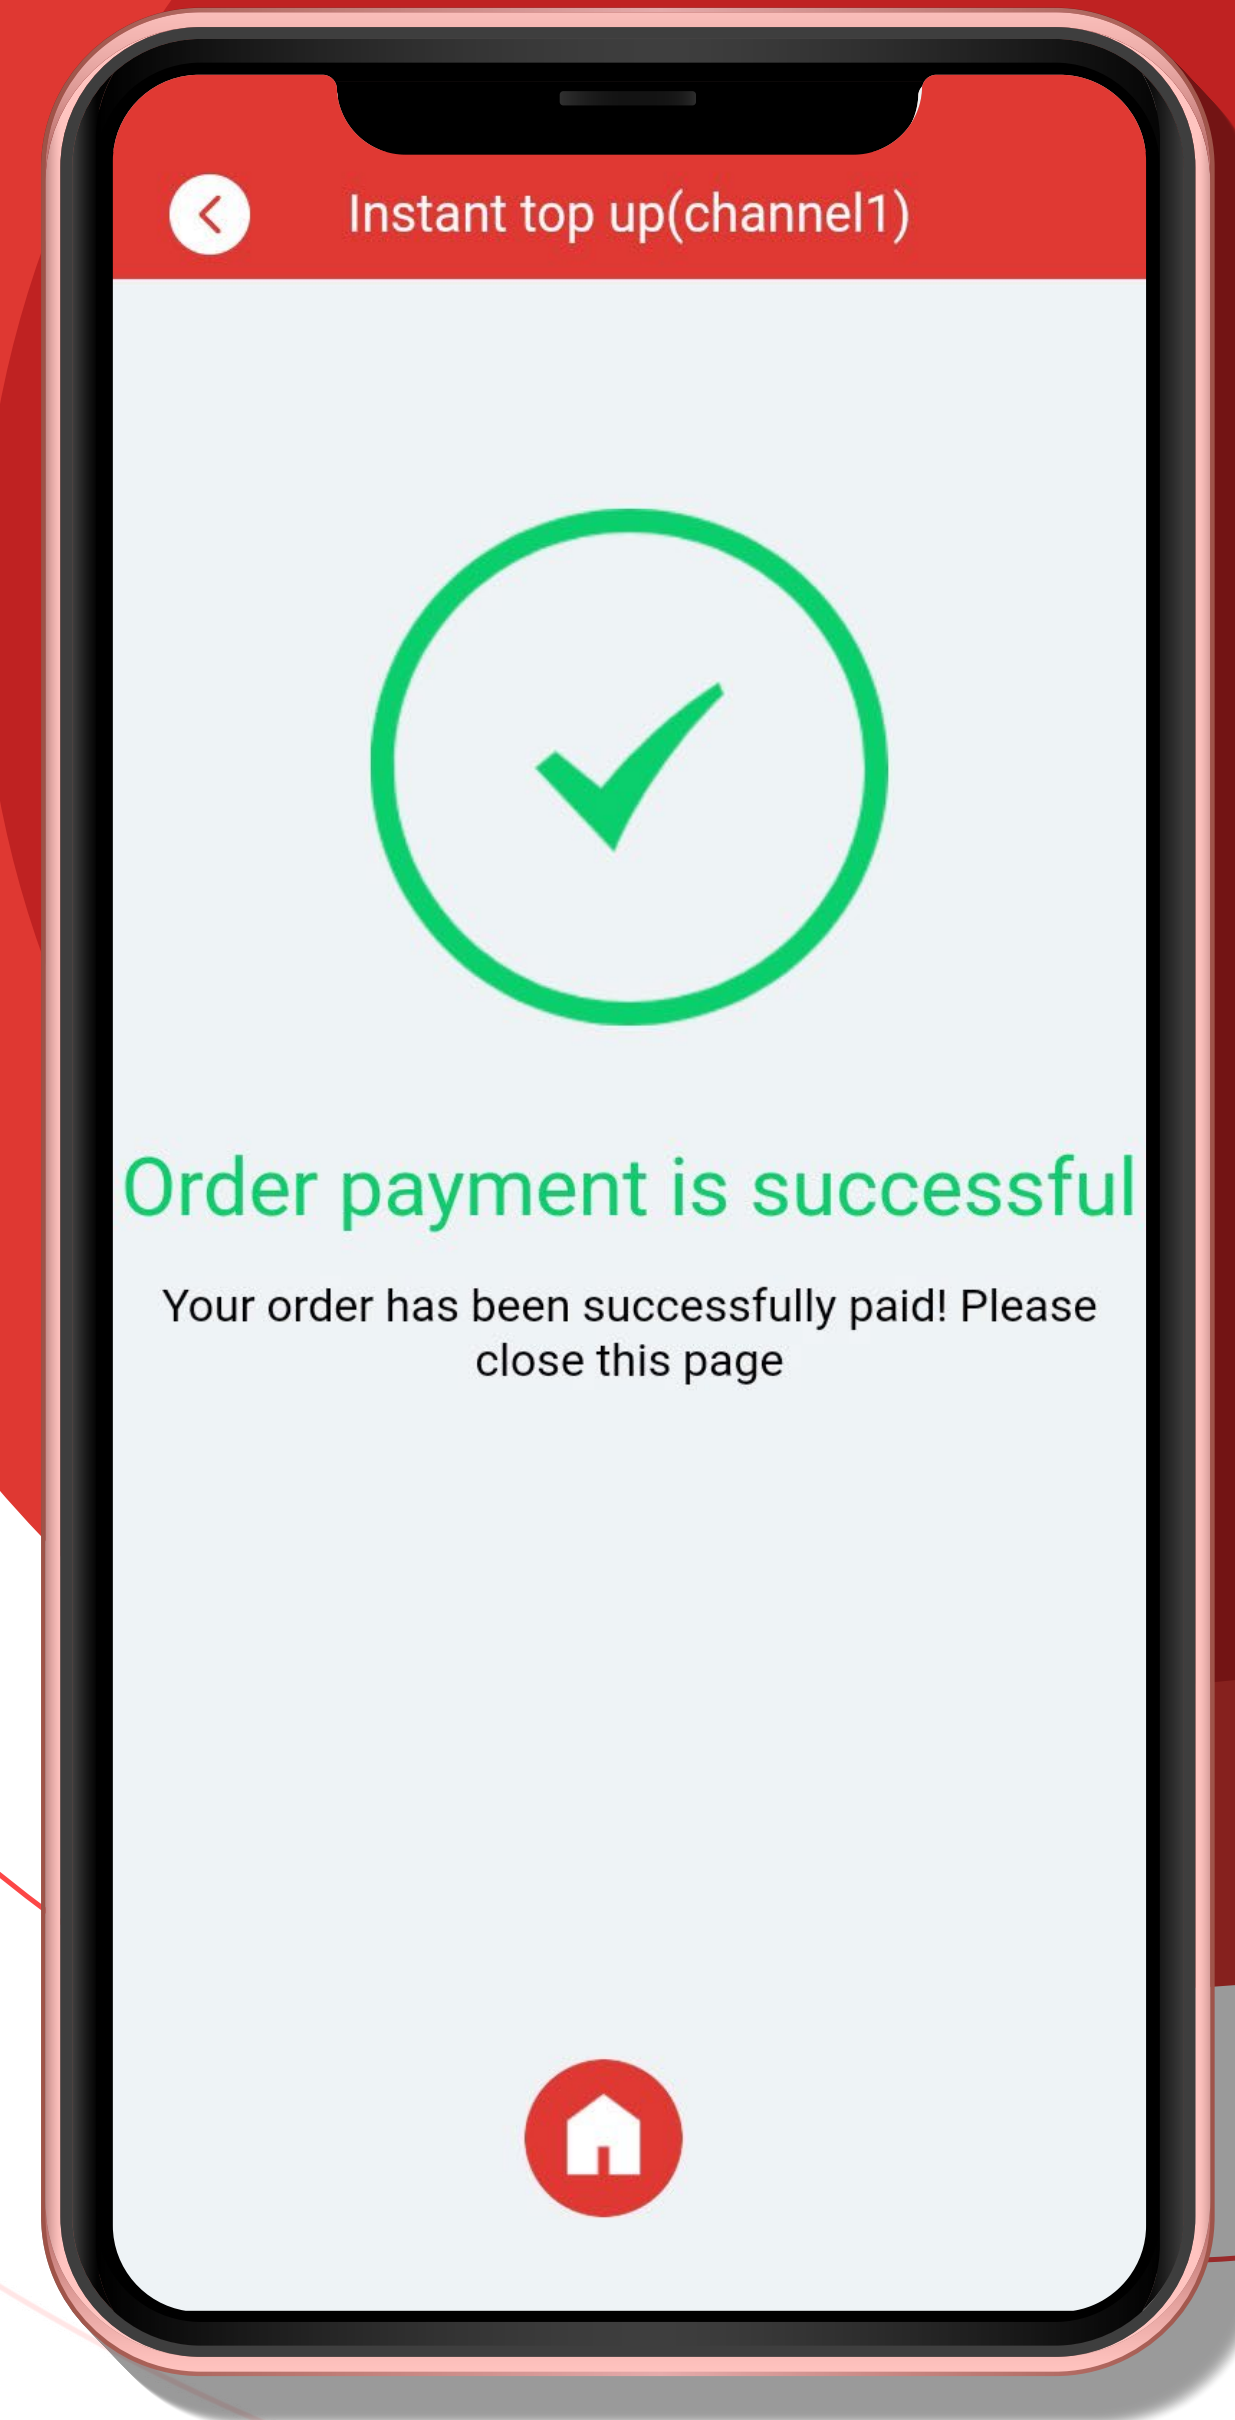 Instant top up(channel1)
Order payment is successful
Your order has been successfully paid! Please
close this page